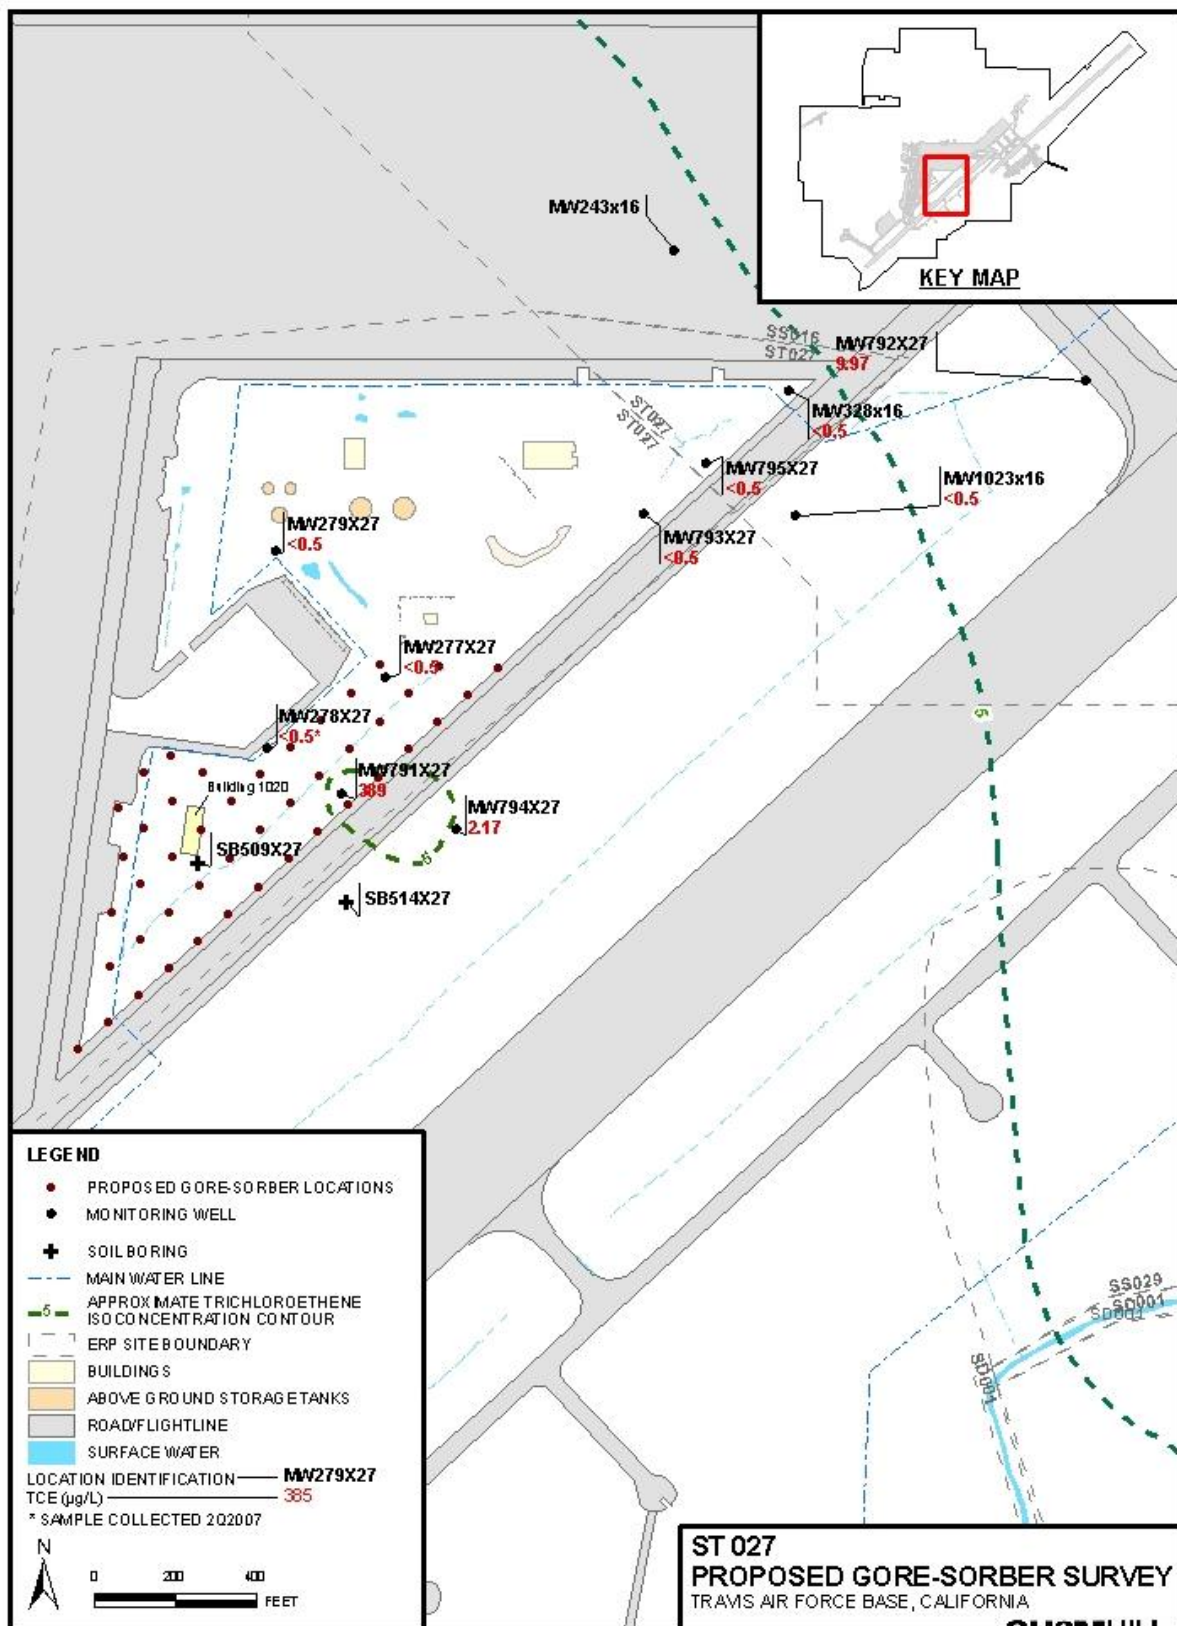 MW243x16
KEY MAP
SS016
ST027
MW792X27
9.97
MW328x16
<0.5
ST027
ST027
MW795X27
<0.5
MW1023x16
<0.5
MW279X27
<0.5
MW793X27
<0.5
MW277X27
<0.5
5
MW278X27
<0.5*
MW791X27
389
Building 1020
MW794X27
2.17
SB509X27
5
SB514X27
LEGEND
PROPOSED GORE-SORBER LOCATIONS
MONITORING WELL
SOIL BORING
MAIN WATER LINE
5
APPROXIMATE TRICHLOROETHENE
ISOCONCENTRATION CONTOUR
ERP SITE BOUNDARY
BUILDINGS
ABOVE GROUND STORAGE TANKS
ROAD/FLIGHTLINE
SURFACE WATER
LOCATION IDENTIFICATION MW279X27
TCE (µg/L) 385
* SAMPLE COLLECTED 2Q2007
N
0 200 400
FEET
SS029
SD001
SD001
SD001
ST 027
PROPOSED GORE-SORBER SURVEY
TRAVIS AIR FORCE BASE, CALIFORNIA